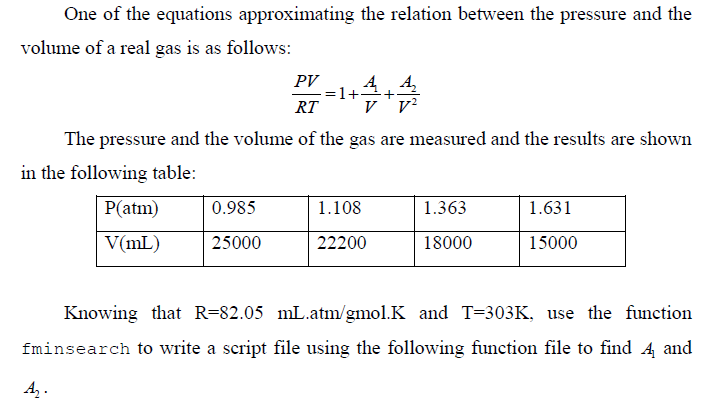 One of the equations approximating the relation between the pressure and the
volume of a real gas is as follows:
PV/RT = 1 + A₁/V + A₂/V²
The pressure and the volume of the gas are measured and the results are shown
in the following table:
P(atm) 0.985 1.108 1.363 1.631
V(mL) 25000 22200 18000 15000
Knowing that R=82.05 mL.atm/gmol.K and T=303K, use the function
fminsearch to write a script file using the following function file to find A₁ and
A₂.